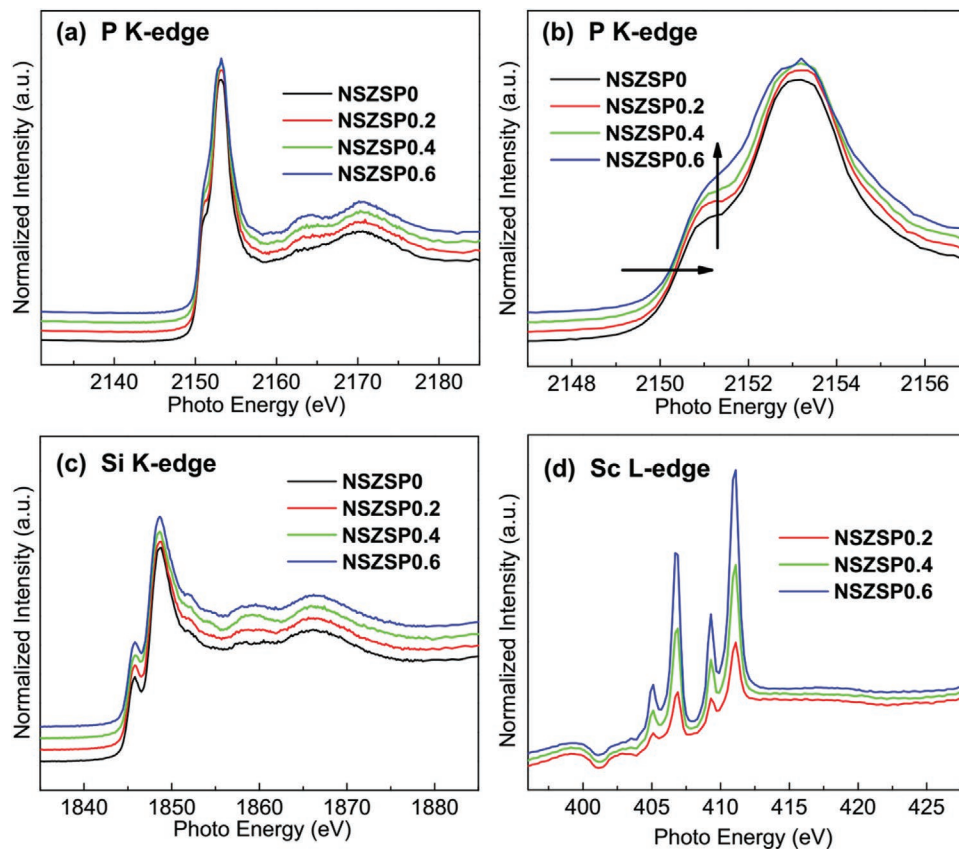 (a) P K-edge
NSZSP0
NSZSP0.2
NSZSP0.4
NSZSP0.6
Normalized Intensity (a.u.)
2140 2150 2160 2170 2180
Photo Energy (eV)
(b) P K-edge
NSZSP0
NSZSP0.2
NSZSP0.4
NSZSP0.6
Normalized Intensity (a.u.)
2148 2150 2152 2154 2156
Photo Energy (eV)
(c) Si K-edge
NSZSP0
NSZSP0.2
NSZSP0.4
NSZSP0.6
Normalized Intensity (a.u.)
1840 1850 1860 1870 1880
Photo Energy (eV)
(d) Sc L-edge
NSZSP0.2
NSZSP0.4
NSZSP0.6
Normalized Intensity (a.u.)
400 405 410 415 420 425
Photo Energy (eV)